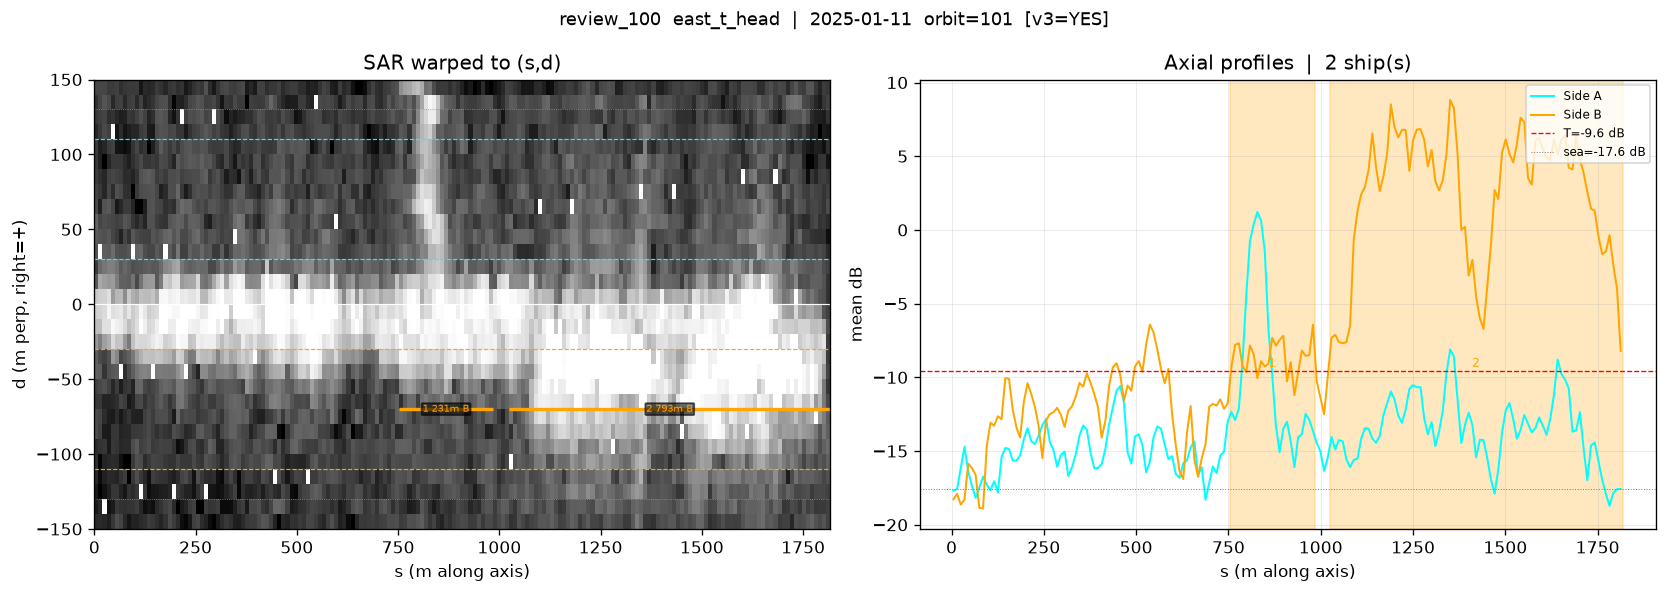 review_100  east_t_head  |  2025-01-11  orbit=101  [v3=YES]
SAR warped to (s,d)
Axial profiles  |  2 ship(s)
d (m perp, right=+)
150
100
50
0
−50
−100
−150
1 231m B
2 793m B
0
250
500
750
1000
1250
1500
1750
s (m along axis)
mean dB
10
5
0
−5
−10
−15
−20
Side A
Side B
T=-9.6 dB
sea=-17.6 dB
2
0
250
500
750
1000
1250
1500
1750
s (m along axis)